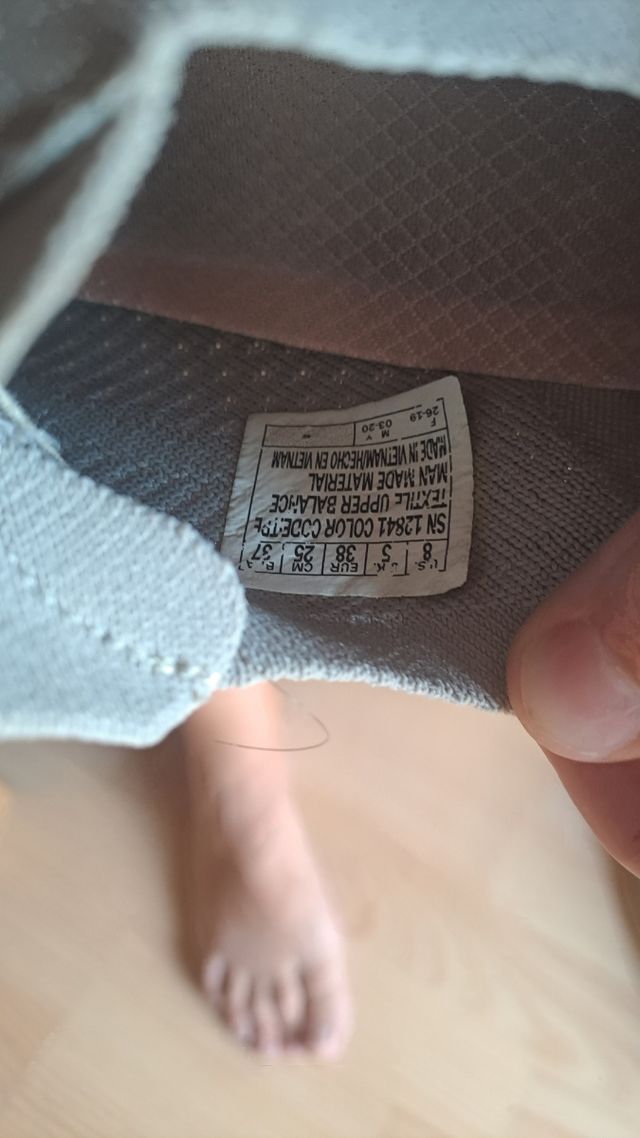 U.S. U.K. EUR CM
8 5 38 25 37
SN 12841 COLOR CODE:TPE
TEXTILE UPPER BALANCE
MAN MADE MATERIAL
MADE IN VIETNAM/HECHO EN VIETNAM
F M Y
26-19 03-20